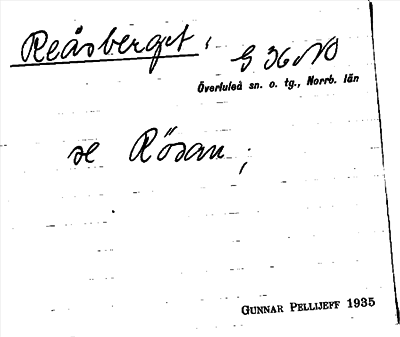 Reåsberget,
G 36 NO
Överluleå sn. o. tg., Norrb. län
se Rösan,
GUNNAR PELLIJEFF 1935